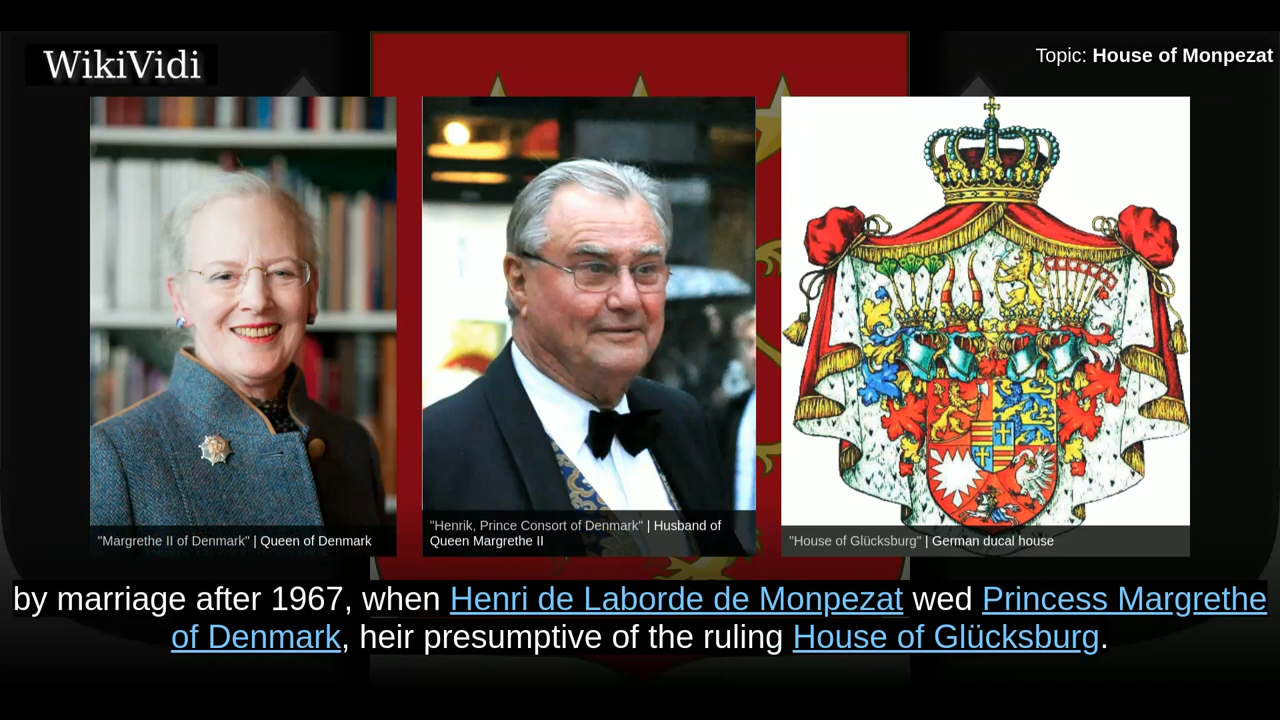 WikiVidi
Topic: House of Monpezat
"Margrethe II of Denmark" | Queen of Denmark
"Henrik, Prince Consort of Denmark" | Husband of
Queen Margrethe II
"House of Glücksburg" | German ducal house
by marriage after 1967, when Henri de Laborde de Monpezat wed Princess Margrethe
of Denmark, heir presumptive of the ruling House of Glücksburg.